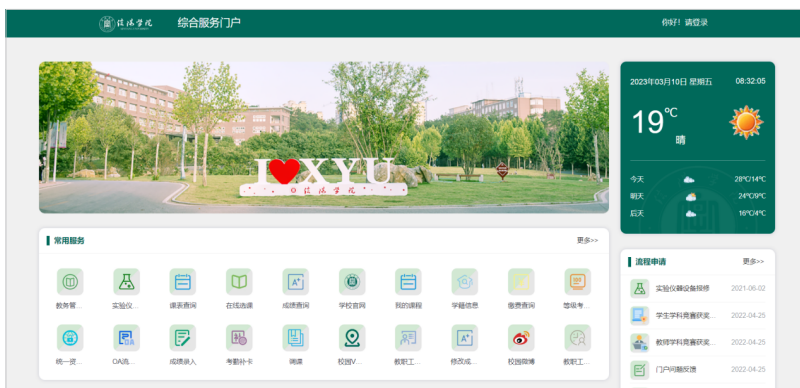 信阳学院
综合服务门户
你好！请登录
I XYU
信阳学院
2023年03月10日 星期五
08:32:05
19℃
晴
今天 28℃/14℃
明天 24℃/9℃
后天 16℃/4℃
常用服务
更多>>
教务管...
实验仪...
课表查询
在线选课
成绩查询
学校官网
我的课程
学籍信息
缴费查询
等级考...
统一资...
OA流...
成绩录入
考勤补卡
调课
校园V...
教职工...
修改成...
校园微博
教职工...
流程申请
更多>>
实验仪器设备报修 2021-06-02
学生学科竞赛获奖... 2022-04-25
教师学科竞赛获奖... 2022-04-25
门户问题反馈 2022-04-25